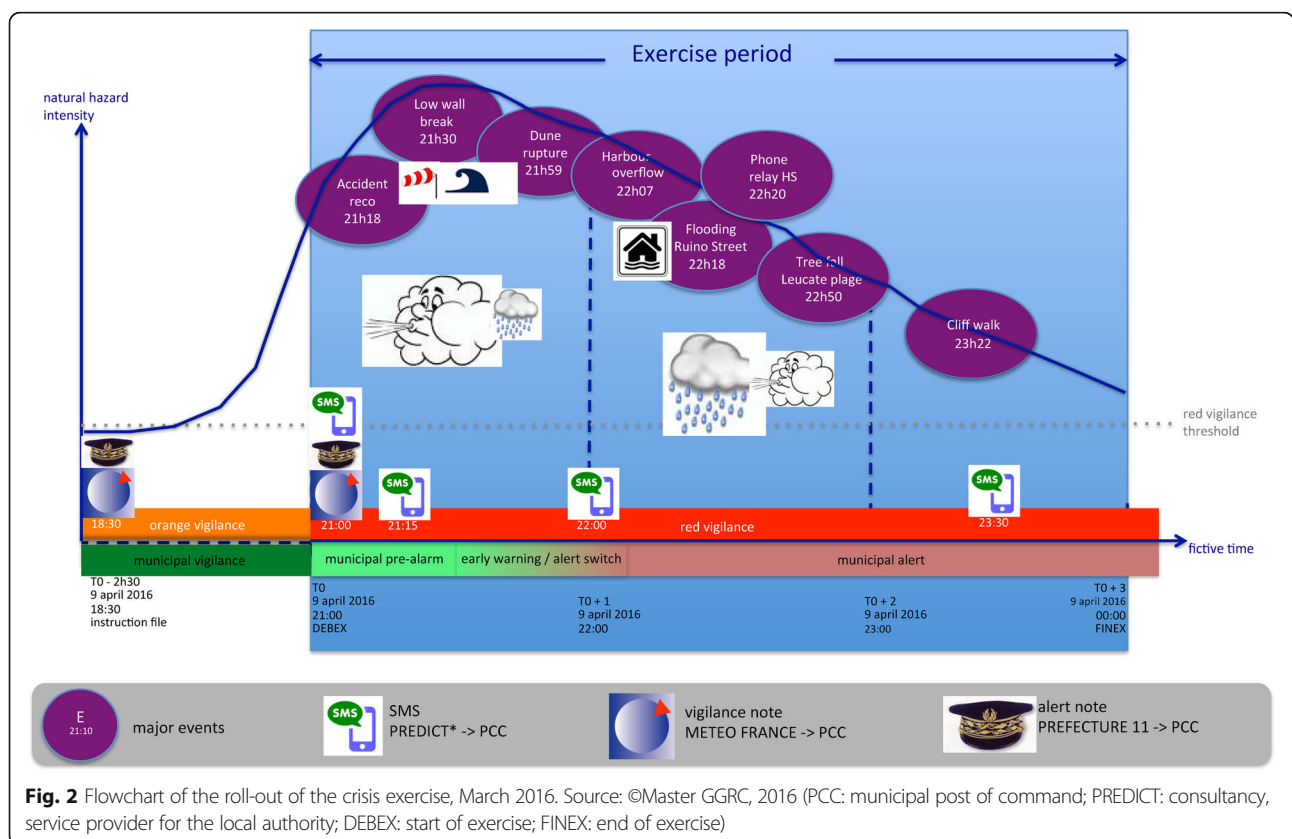 Exercise period
natural hazard
intensity
Low wall
break
21h30
Dune
rupture
21h59
Harbour
overflow
22h07
Phone
relay HS
22h20
Accident
reco
21h18
Flooding
Ruino Street
22h18
Tree fall
Leucate plage
22h50
Cliff walk
23h22
SMS
red vigilance
threshold
SMS
SMS
SMS
18:30
orange vigilance
21:00
21:15
22:00
red vigilance
23:30
fictive time
municipal vigilance
municipal pre-alarm
early warning / alert switch
municipal alert
T0 - 2h30
9 april 2016
18:30
instruction file
T0
9 april 2016
21:00
DEBEX
T0 + 1
9 april 2016
22:00
T0 + 2
9 april 2016
23:00
T0 + 3
9 april 2016
00:00
FINEX
E
21:10
major events
SMS
SMS
PREDICT* -> PCC
vigilance note
METEO FRANCE -> PCC
alert note
PREFECTURE 11 -> PCC
Fig. 2 Flowchart of the roll-out of the crisis exercise, March 2016. Source: ©Master GGRC, 2016 (PCC: municipal post of command; PREDICT: consultancy,
service provider for the local authority; DEBEX: start of exercise; FINEX: end of exercise)